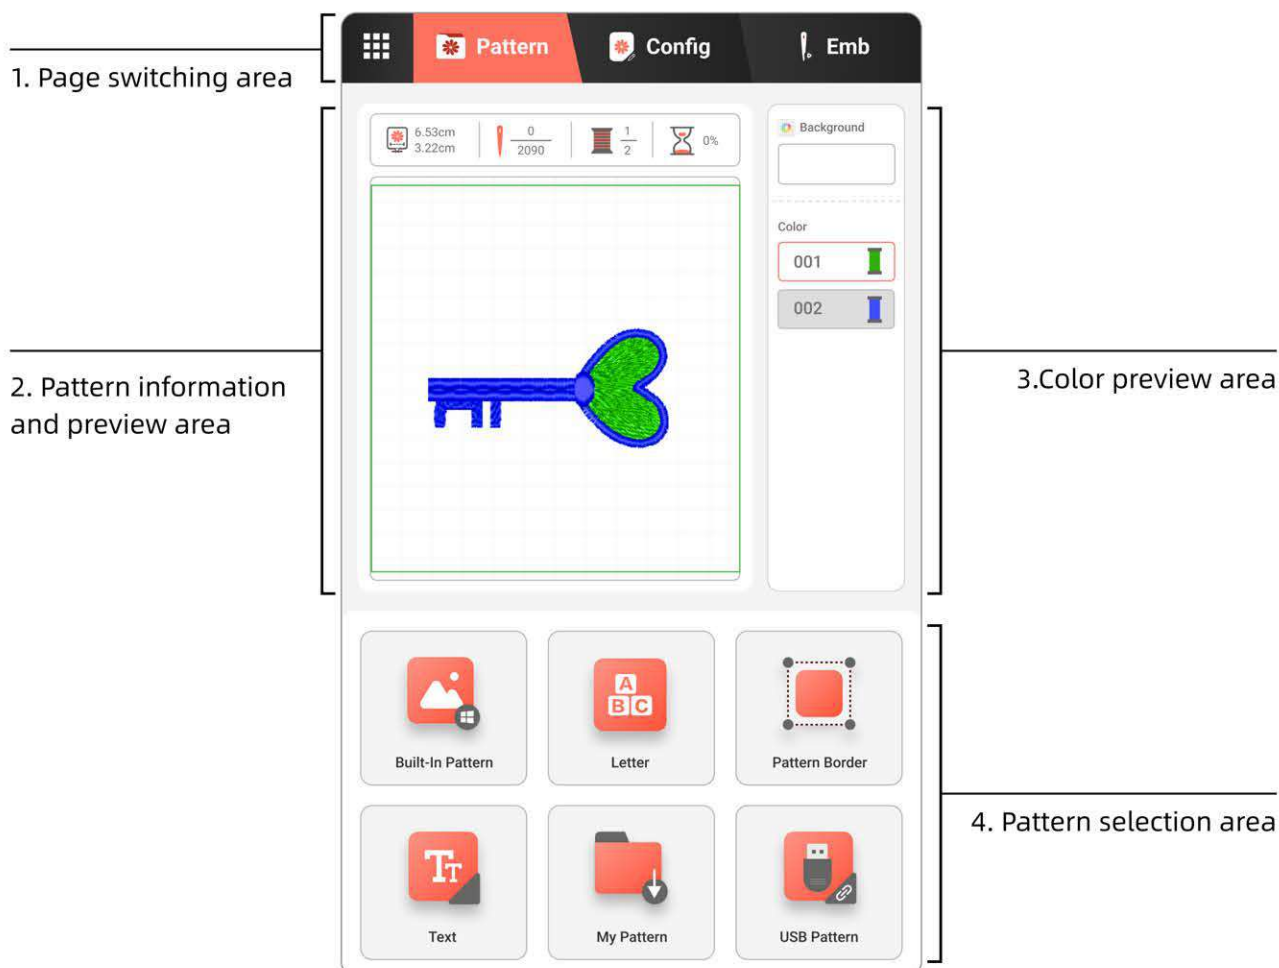 Pattern
Config
Emb
1. Page switching area
6.53cm
3.22cm
0
2090
1
2
0%
Background
Color
001
002
2. Pattern information
and preview area
3.Color preview area
A
B C
Built-In Pattern
Letter
Pattern Border
4. Pattern selection area
TT
Text
My Pattern
USB Pattern